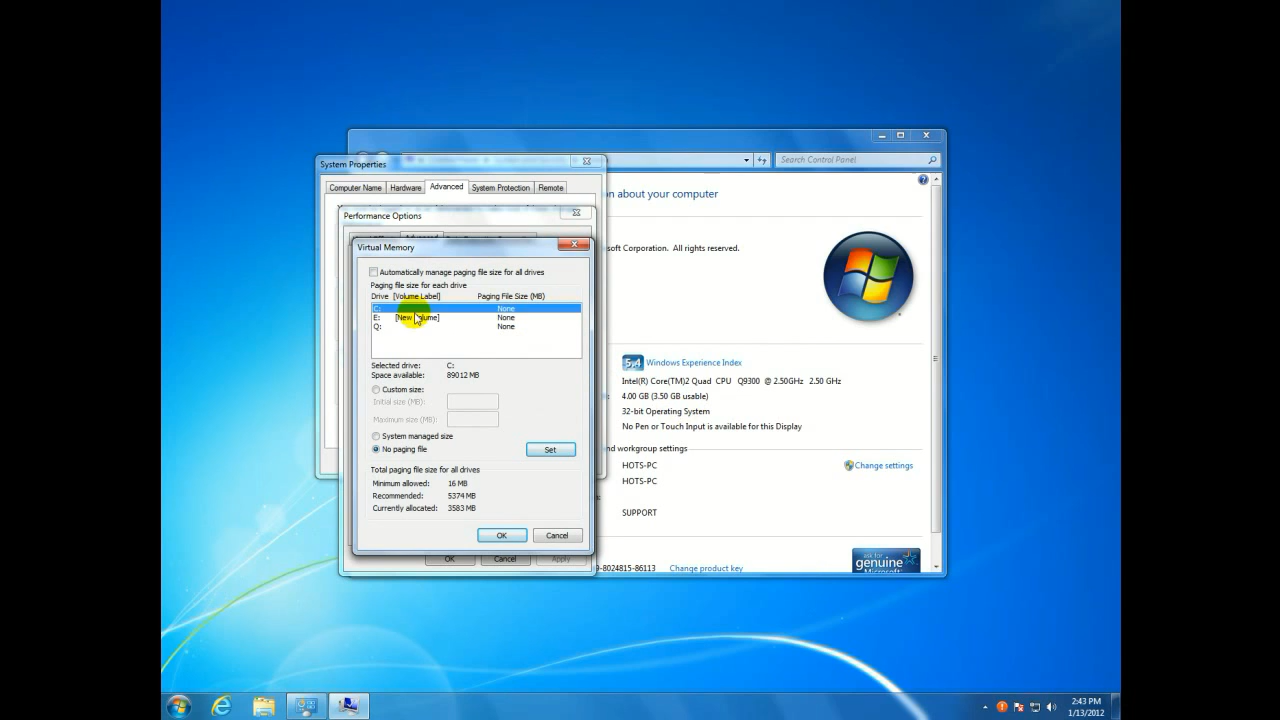 Search Control Panel
System Properties
Computer Name Hardware Advanced System Protection Remote
on about your computer
Performance Options
Virtual Memory
soft Corporation. All rights reserved.
Automatically manage paging file size for all drives
Paging file size for each drive
Drive [Volume Label] Paging File Size (MB)
C: None
E: None
Q: None
Selected drive: C:
Space available: 89012 MB
Custom size:
Initial size (MB):
Maximum size (MB):
System managed size
No paging file
Set
Total paging file size for all drives
Minimum allowed: 16 MB
Recommended: 5374 MB
Currently allocated: 3583 MB
OK Cancel
OK Cancel Apply
5.4 Windows Experience Index
Intel(R) Core(TM)2 Quad CPU Q9300 @ 2.50GHz 2.50 GHz
4.00 GB (3.50 GB usable)
32-bit Operating System
No Pen or Touch Input is available for this Display
nd workgroup settings
HOTS-PC
Change settings
HOTS-PC
SUPPORT
ask for
genuine
Microsoft
9-8024815-86113 Change product key
2:43 PM
1/13/2012